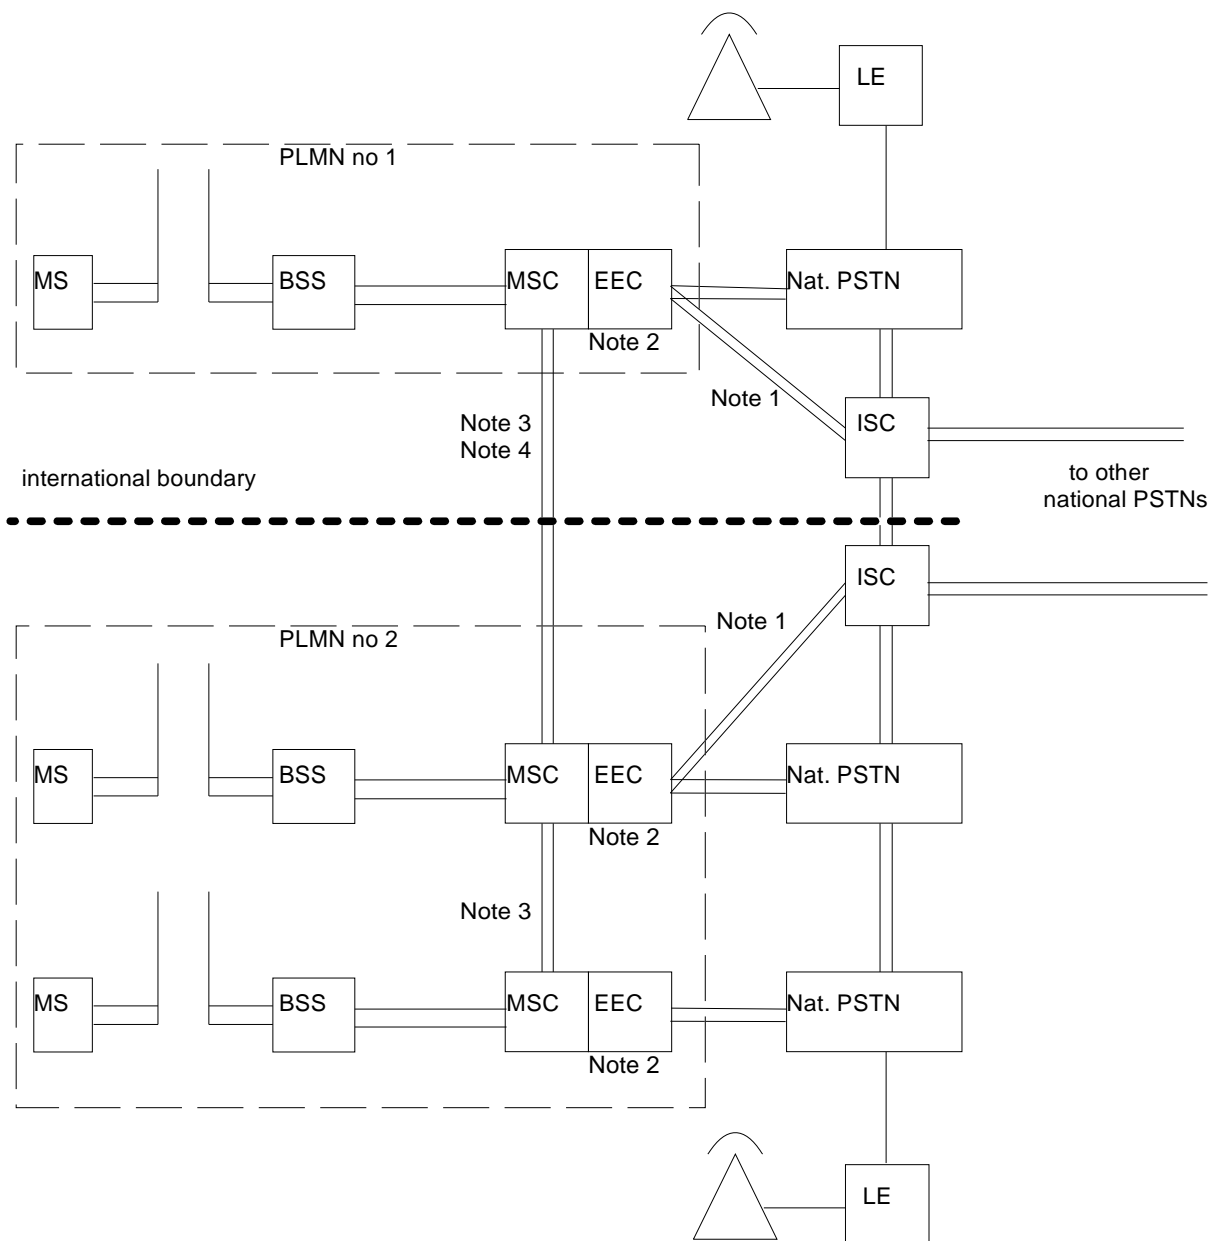 LE
PLMN no 1
MS
BSS
MSC
EEC
Nat. PSTN
Note 2
Note 1
Note 3
Note 4
ISC
international boundary
to other
national PSTNs
ISC
Note 1
PLMN no 2
MS
BSS
MSC
EEC
Nat. PSTN
Note 2
Note 3
MS
BSS
MSC
EEC
Nat. PSTN
Note 2
LE